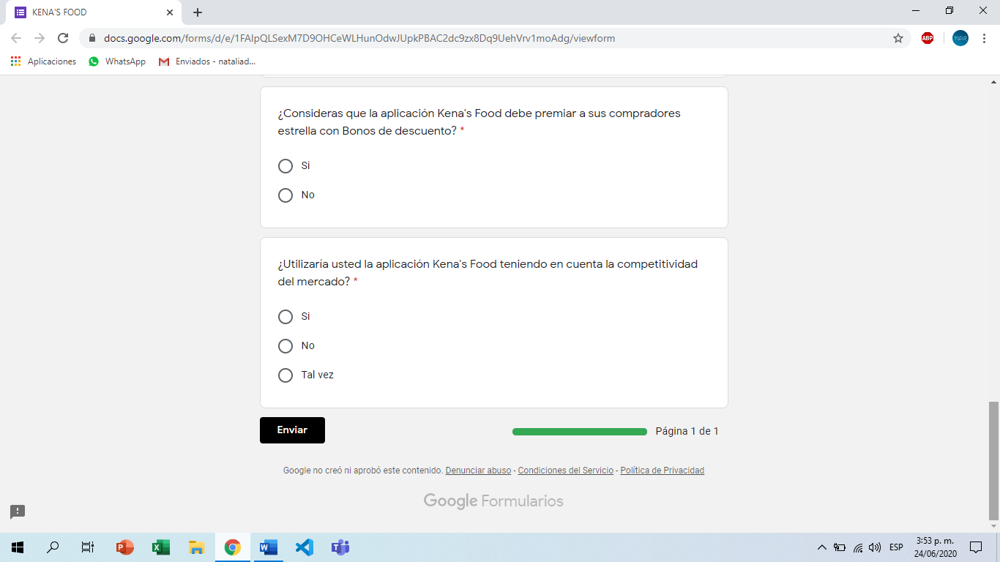 KENA'S FOOD
docs.google.com/forms/d/e/1FAIpQLSexM7D9OHCeWLHunOdwJUpkPBAC2dc9zx8Dq9UehVrv1moAdg/viewform
ABP
Aplicaciones
WhatsApp
Enviados - nataliad...
¿Consideras que la aplicación Kena's Food debe premiar a sus compradores
estrella con Bonos de descuento? *
Si
No
¿Utilizaría usted la aplicación Kena's Food teniendo en cuenta la competitividad
del mercado? *
Si
No
Tal vez
Enviar
Página 1 de 1
Google no creó ni aprobó este contenido. Denunciar abuso - Condiciones del Servicio - Política de Privacidad
Google Formularios
ESP
3:53 p. m.
24/06/2020